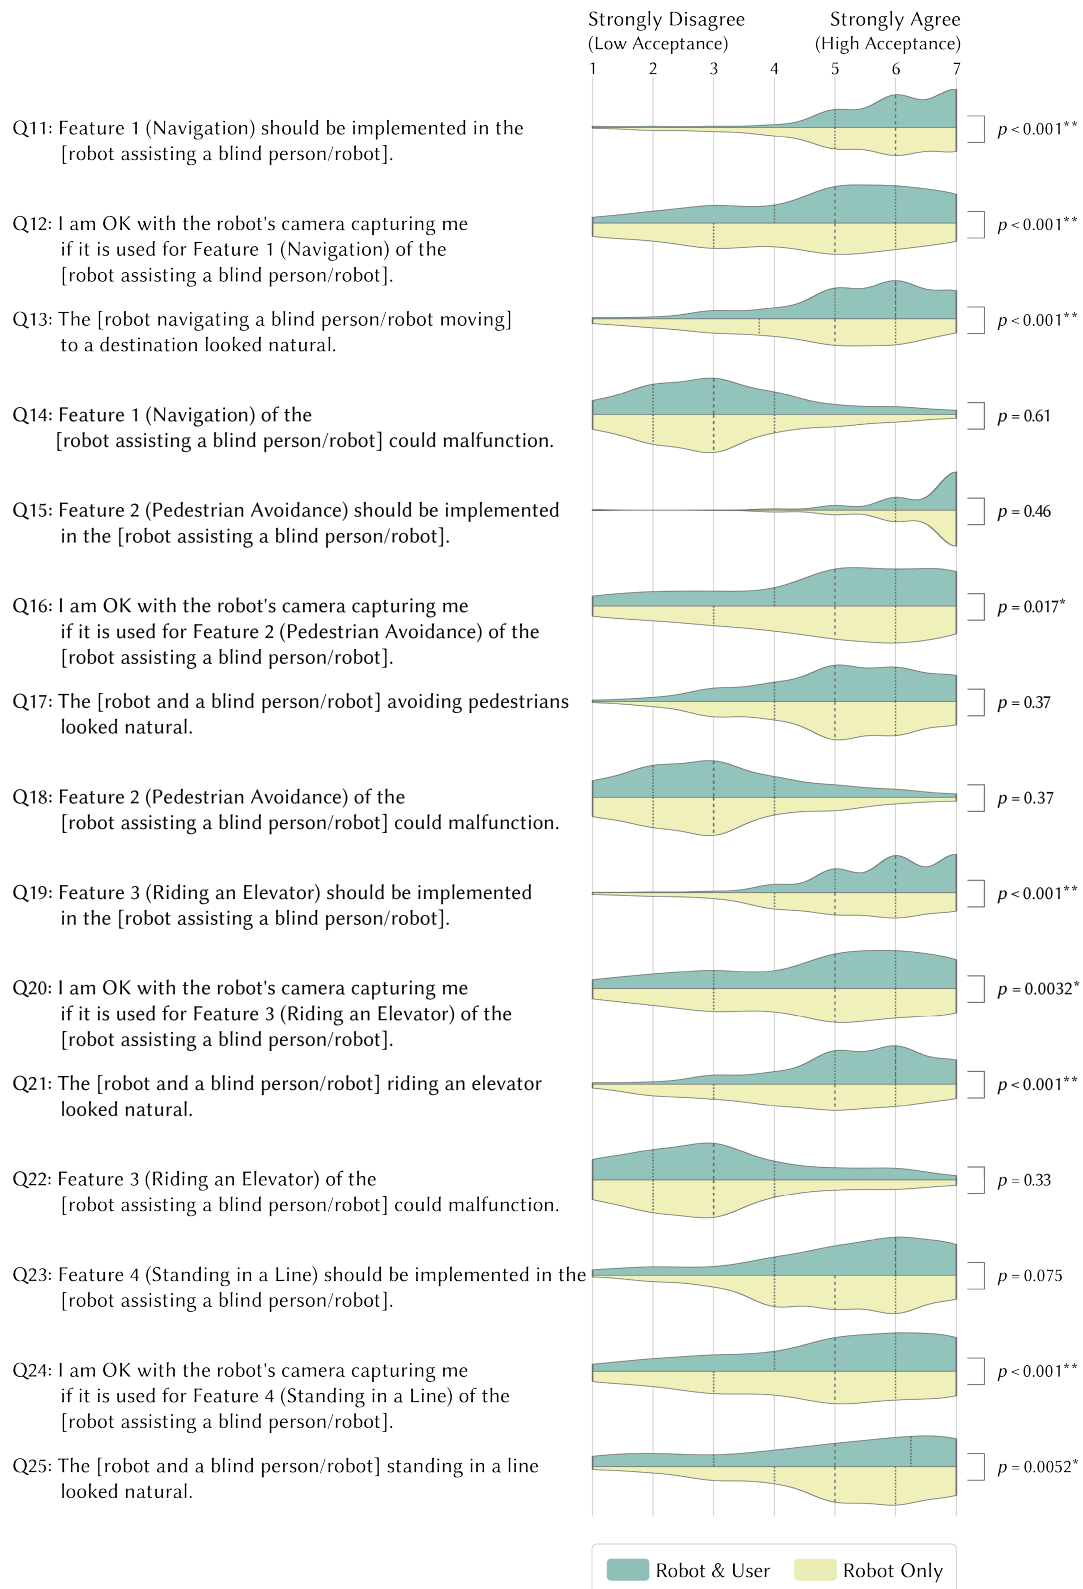 Strongly Disagree Strongly Agree
(Low Acceptance) (High Acceptance)
1 2 3 4 5 6 7
Q11: Feature 1 (Navigation) should be implemented in the
[robot assisting a blind person/robot].
p < 0.001**
Q12: I am OK with the robot's camera capturing me
if it is used for Feature 1 (Navigation) of the
[robot assisting a blind person/robot].
p < 0.001**
Q13: The [robot navigating a blind person/robot moving]
to a destination looked natural.
p < 0.001**
Q14: Feature 1 (Navigation) of the
[robot assisting a blind person/robot] could malfunction.
p = 0.61
Q15: Feature 2 (Pedestrian Avoidance) should be implemented
in the [robot assisting a blind person/robot].
p = 0.46
Q16: I am OK with the robot's camera capturing me
if it is used for Feature 2 (Pedestrian Avoidance) of the
[robot assisting a blind person/robot].
p = 0.017*
Q17: The [robot and a blind person/robot] avoiding pedestrians
looked natural.
p = 0.37
Q18: Feature 2 (Pedestrian Avoidance) of the
[robot assisting a blind person/robot] could malfunction.
p = 0.37
Q19: Feature 3 (Riding an Elevator) should be implemented
in the [robot assisting a blind person/robot].
p < 0.001**
Q20: I am OK with the robot's camera capturing me
if it is used for Feature 3 (Riding an Elevator) of the
[robot assisting a blind person/robot].
p = 0.0032*
Q21: The [robot and a blind person/robot] riding an elevator
looked natural.
p < 0.001**
Q22: Feature 3 (Riding an Elevator) of the
[robot assisting a blind person/robot] could malfunction.
p = 0.33
Q23: Feature 4 (Standing in a Line) should be implemented in the
[robot assisting a blind person/robot].
p = 0.075
Q24: I am OK with the robot's camera capturing me
if it is used for Feature 4 (Standing in a Line) of the
[robot assisting a blind person/robot].
p < 0.001**
Q25: The [robot and a blind person/robot] standing in a line
looked natural.
p = 0.0052*
Robot & User Robot Only